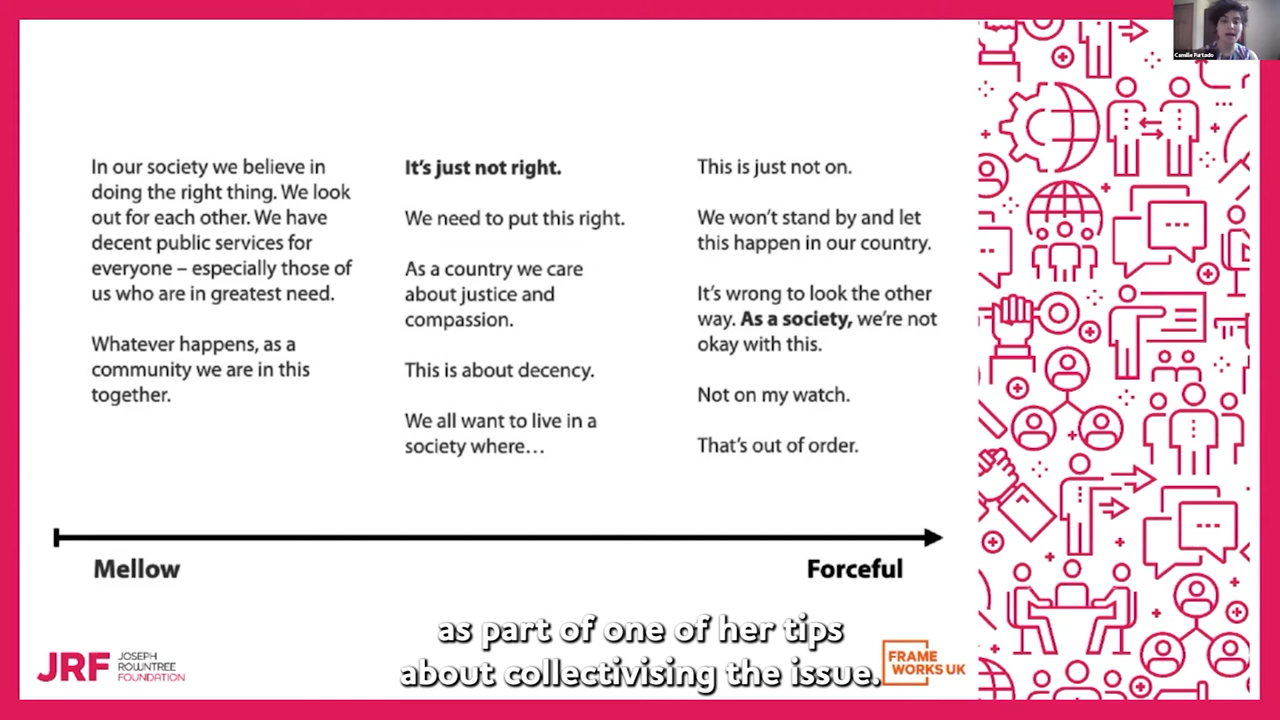 Camille Furtado
In our society we believe in
doing the right thing. We look
out for each other. We have
decent public services for
everyone – especially those of
us who are in greatest need.
Whatever happens, as a
community we are in this
together.
It’s just not right.
We need to put this right.
As a country we care
about justice and
compassion.
This is about decency.
We all want to live in a
society where…
This is just not on.
We won’t stand by and let
this happen in our country.
It’s wrong to look the other
way. As a society, we’re not
okay with this.
Not on my watch.
That’s out of order.
Mellow
Forceful
as part of one of her tips
about collectivising the issue.
JRF
JOSEPH
ROWNTREE
FOUNDATION
FRAME
WORKS UK